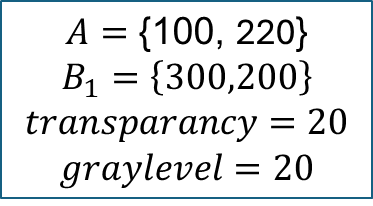 A = {100, 220}
B₁ = {300,200}
transparancy = 20
graylevel = 20